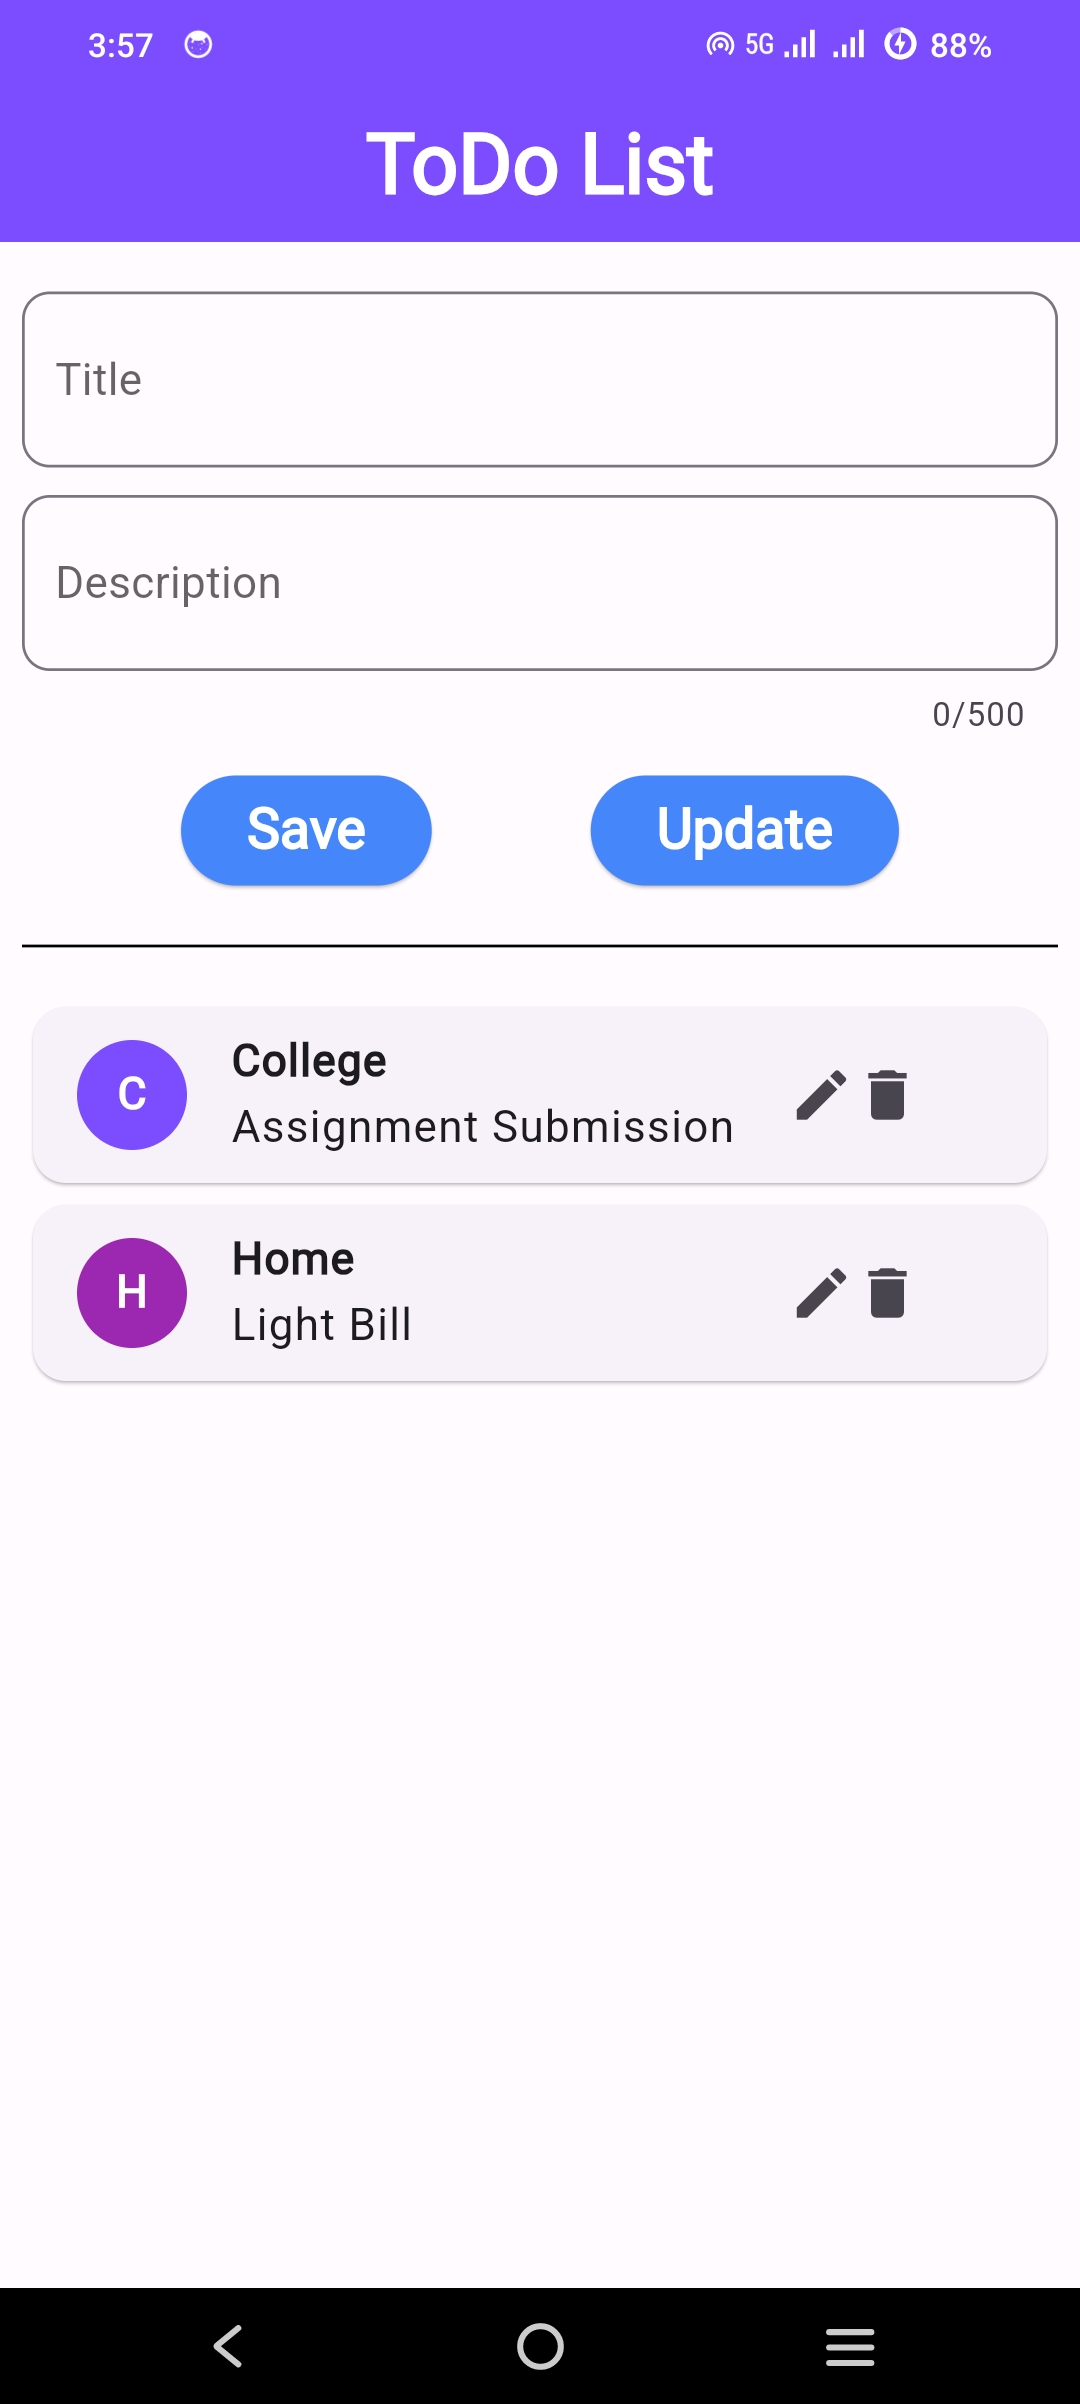 3:57 5G 88%
ToDo List
Title
Description
0/500
Save Update
C College
Assignment Submission
H Home
Light Bill